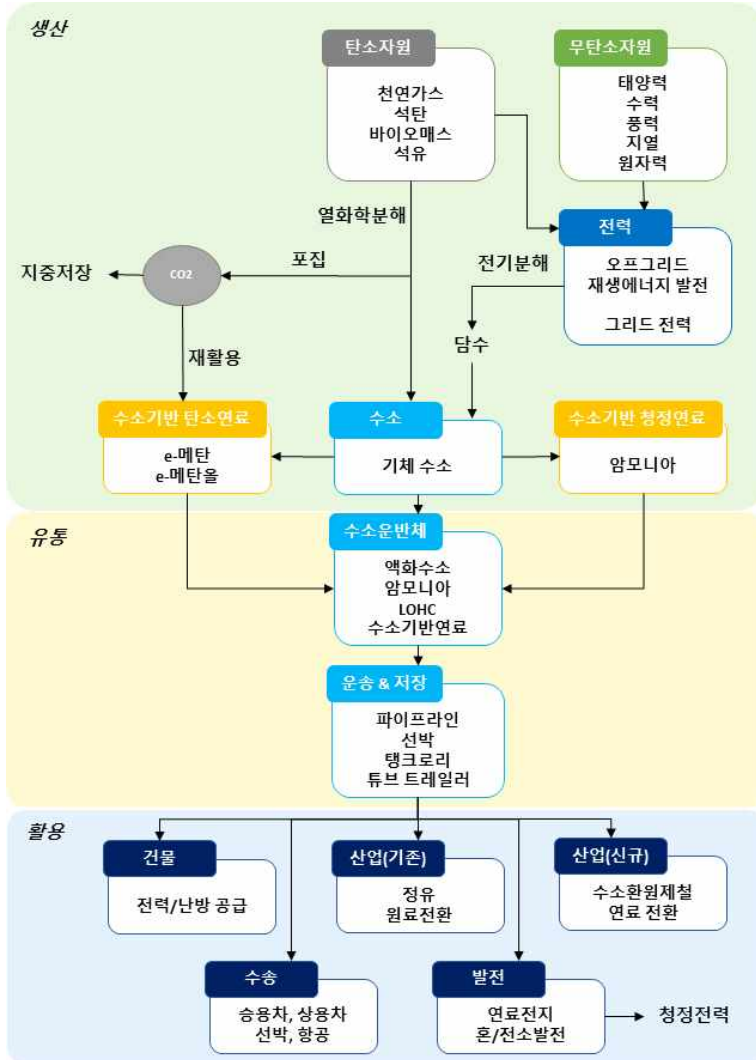 생산
탄소자원
천연가스
석탄
바이오매스
석유
무탄소자원
태양력
수력
풍력
지열
원자력
열화학분해
전력
오프그리드
재생에너지 발전
그리드 전력
지중저장
CO2
포집
전기분해
담수
재활용
수소기반 탄소연료
e-메탄
e-메탄올
수소
기체 수소
수소기반 청정연료
암모니아
유통
수소운반체
액화수소
암모니아
LOHC
수소기반연료
운송 & 저장
파이프라인
선박
탱크로리
튜브 트레일러
활용
건물
전력/난방 공급
산업(기존)
정유
원료전환
산업(신규)
수소환원제철
연료 전환
수송
승용차, 상용차
선박, 항공
발전
연료전지
혼/전소발전
청정전력